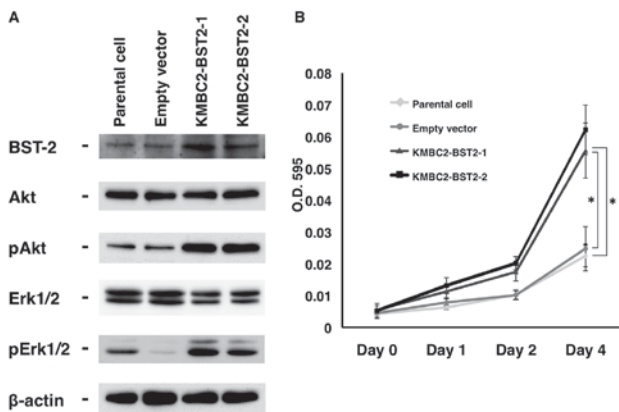 A
Parental cell
Empty vector
KMBC2-BST2-1
KMBC2-BST2-2
BST-2 -
Akt -
pAkt -
Erk1/2 -
pErk1/2 -
β-actin -
B
0.08
0.07
0.06
0.05
0.04
0.03
0.02
0.01
0
O.D. 595
Parental cell
Empty vector
KMBC2-BST2-1
KMBC2-BST2-2
* *
Day 0 Day 1 Day 2 Day 4